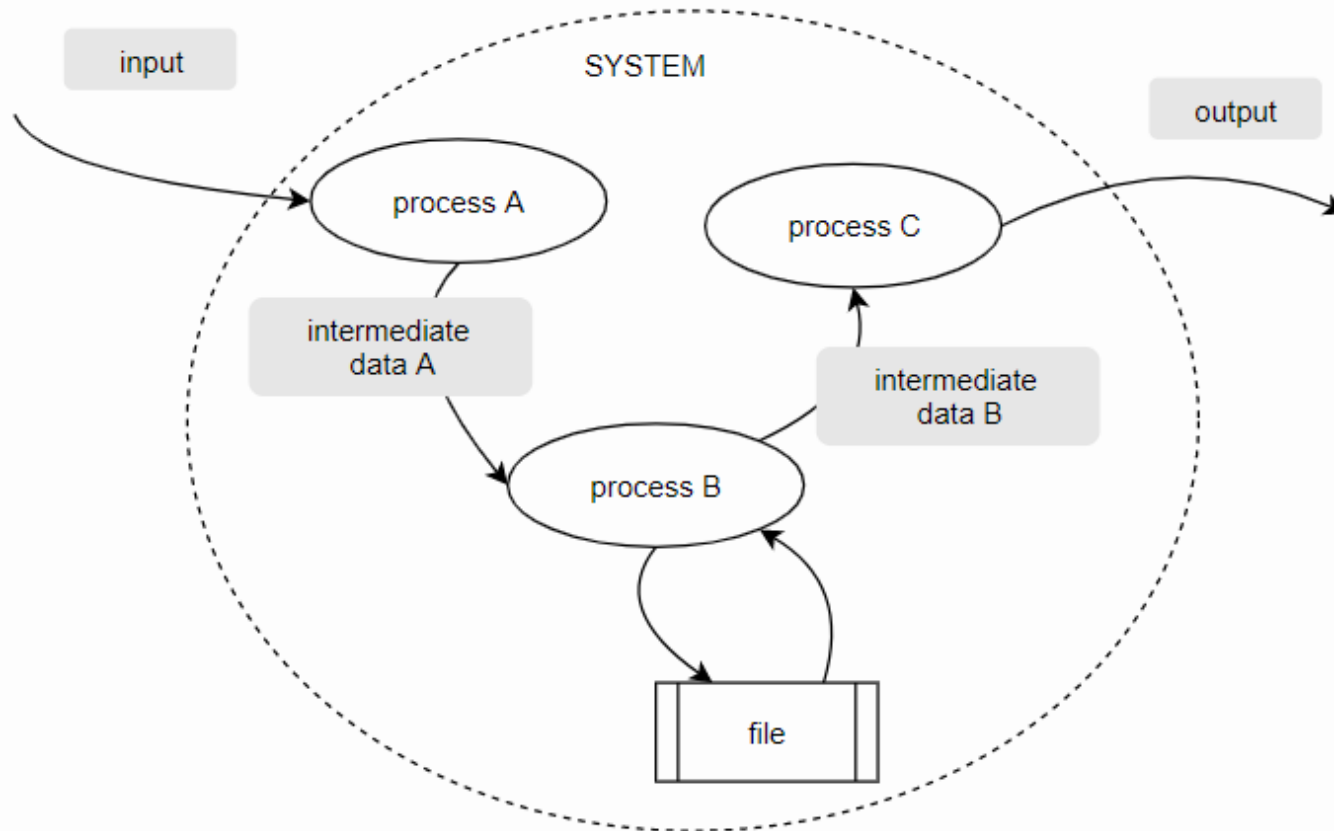 input
SYSTEM
output
process A
process C
intermediate
data A
intermediate
data B
process B
file